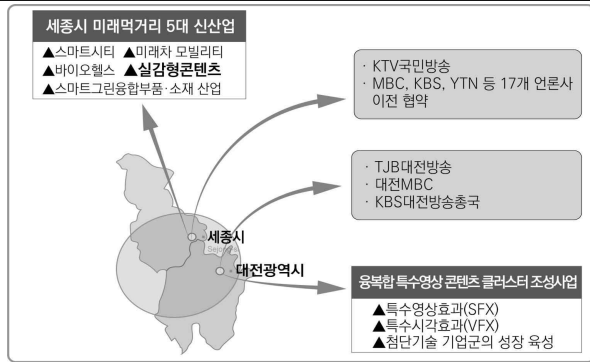 세종시 미래먹거리 5대 신산업
▲스마트시티 ▲미래차 모빌리티
▲바이오헬스 ▲실감형콘텐츠
▲스마트그린융합부품·소재 산업
· KTV국민방송
· MBC, KBS, YTN 등 17개 언론사
이전 협약
· TJB대전방송
· 대전MBC
· KBS대전방송총국
세종시
대전광역시
융복합 특수영상 콘텐츠 클러스터 조성사업
▲특수영상효과(SFX)
▲특수시각효과(VFX)
▲첨단기술 기업군의 성장 육성